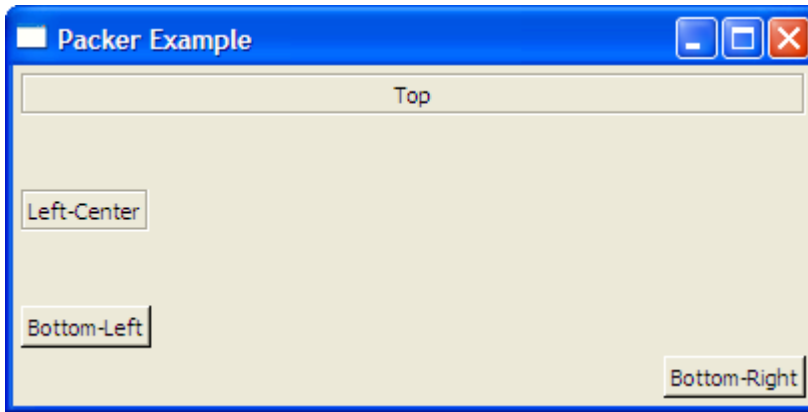 Packer Example
Top
Left-Center
Bottom-Left
Bottom-Right